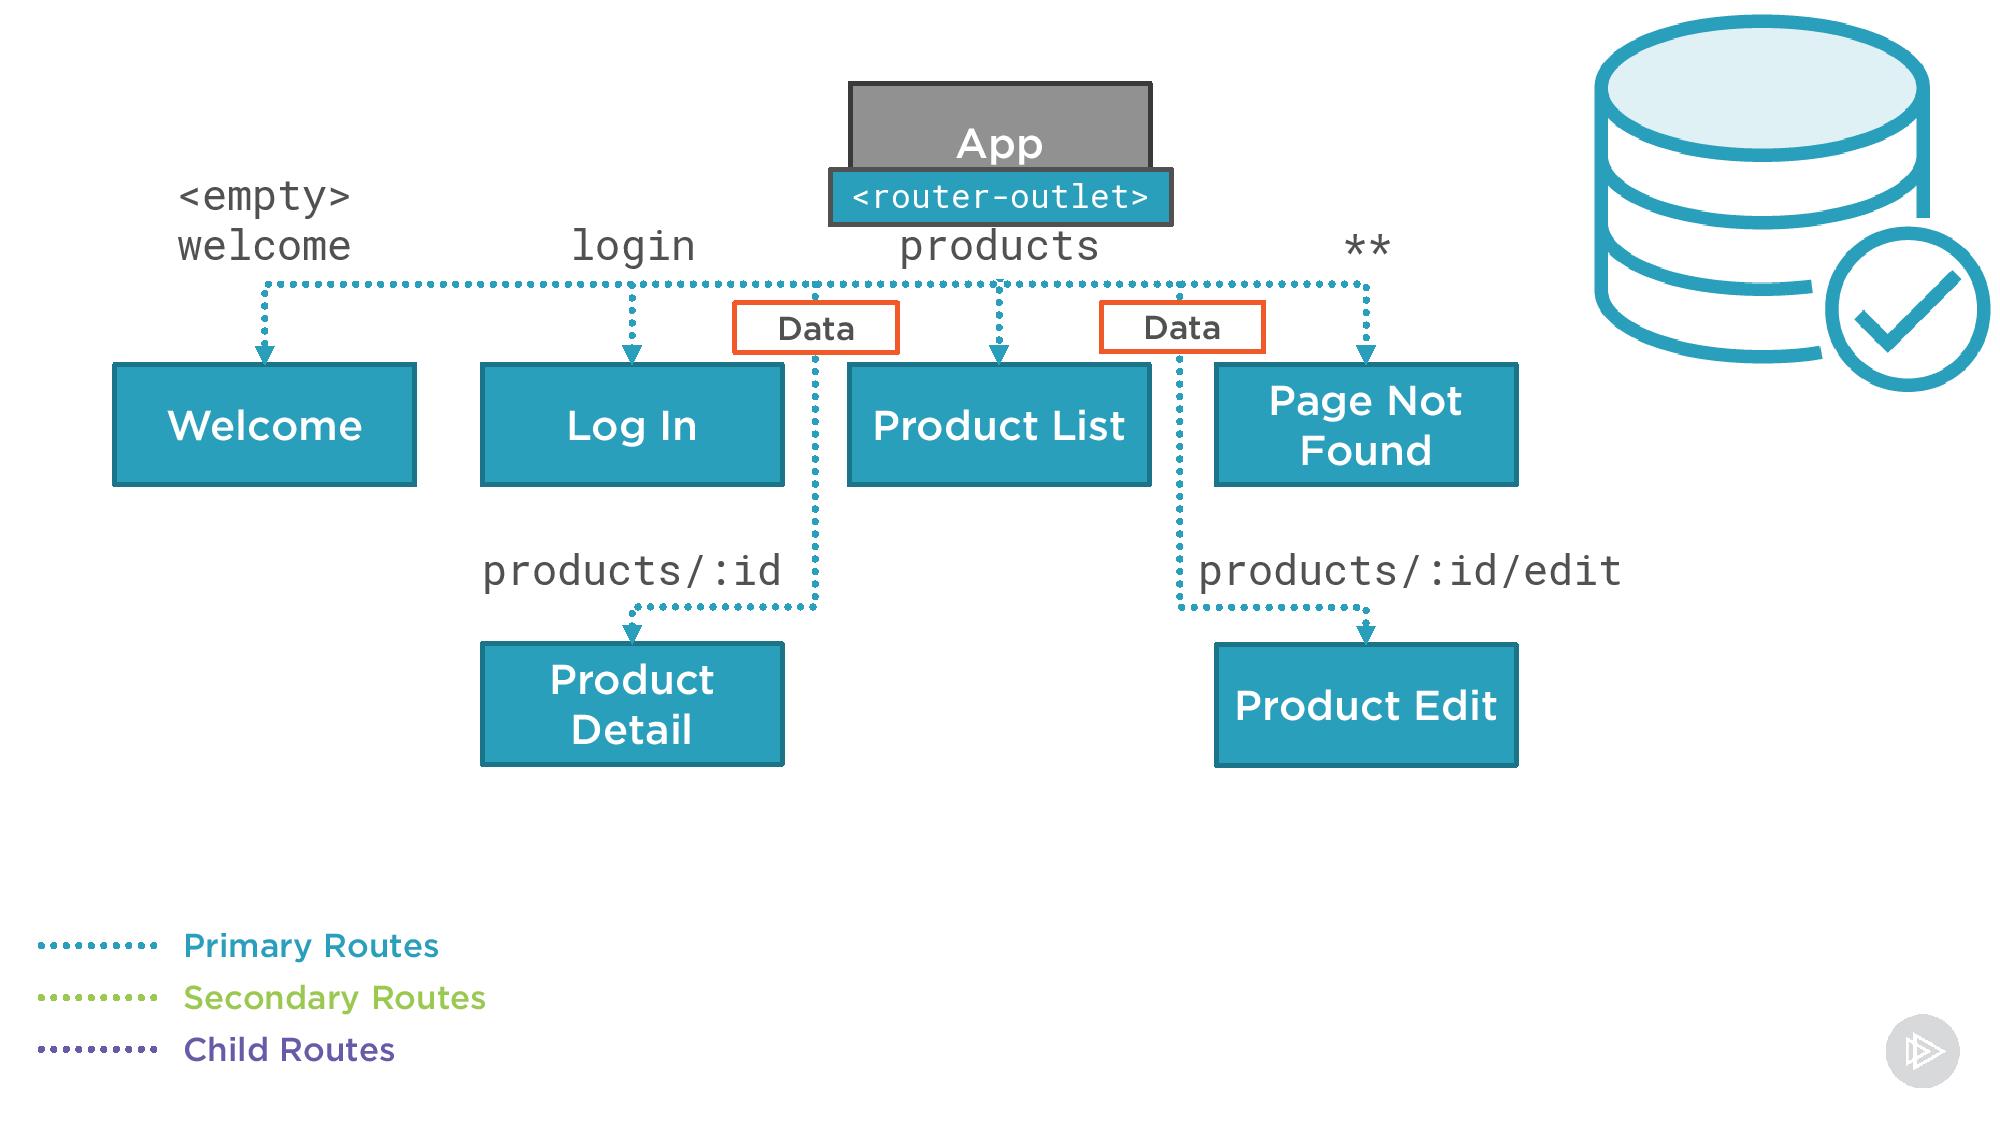 App
<router-outlet>
<empty>
welcome
login
products
**
Data
Data
Welcome
Log In
Product List
Page Not
Found
products/:id
products/:id/edit
Product
Detail
Product Edit
Primary Routes
Secondary Routes
Child Routes